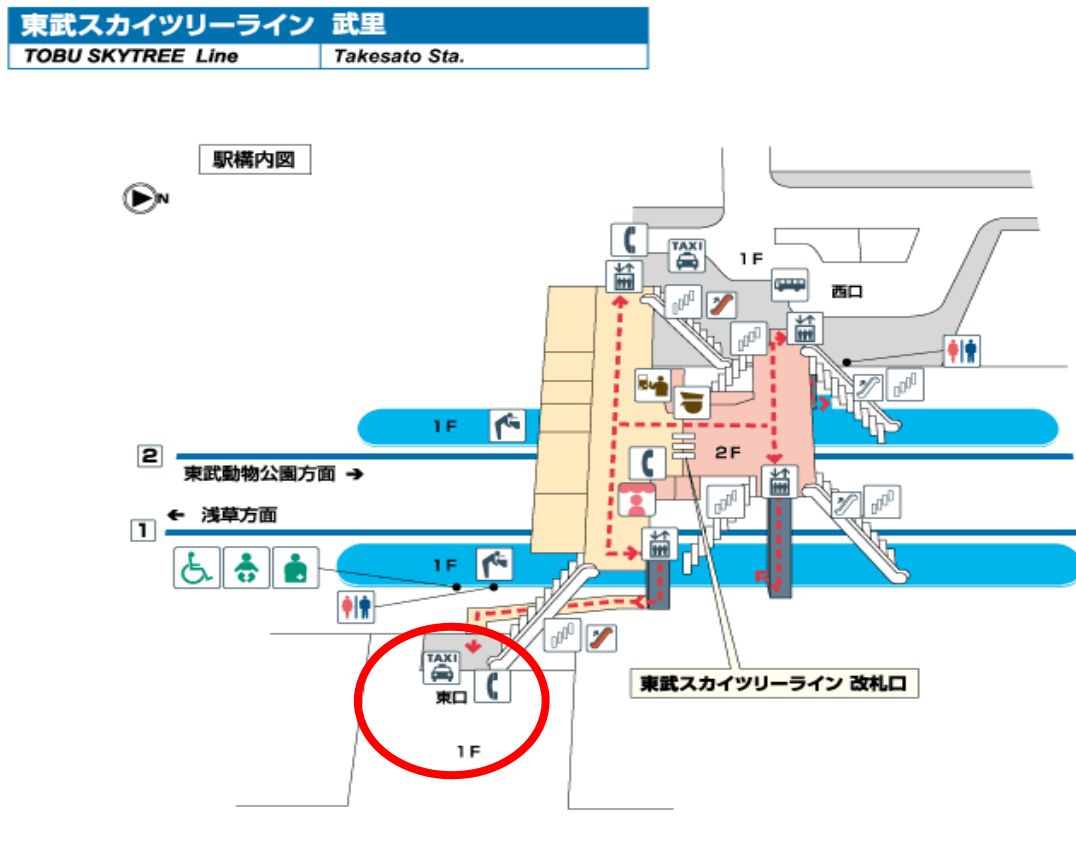 東武スカイツリーライン 武里
TOBU SKYTREE Line Takesato Sta.
駅構内図
N
TAXI
1F
西口
1F
2
東武動物公園方面 →
2F
← 浅草方面
1
1F
TAXI
東口
東武スカイツリーライン 改札口
1F